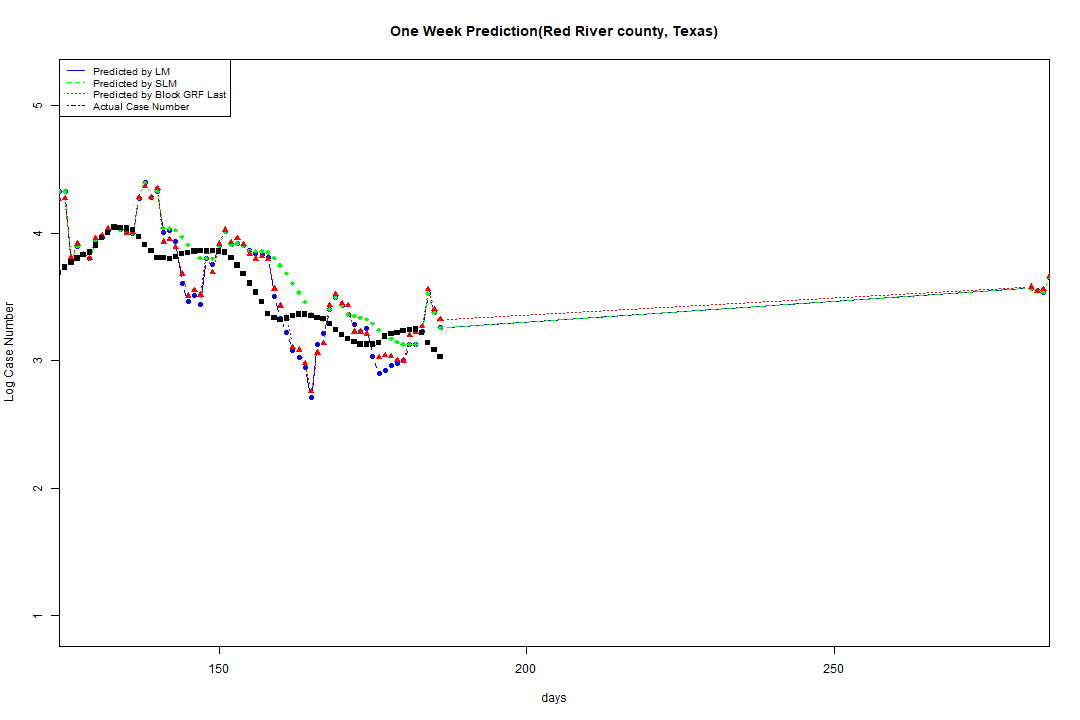 One Week Prediction(Red River county, Texas)
Predicted by LM
Predicted by SLM
Predicted by Block GRF Last
Actual Case Number
5
4
3
2
1
Log Case Number
150 200 250
days